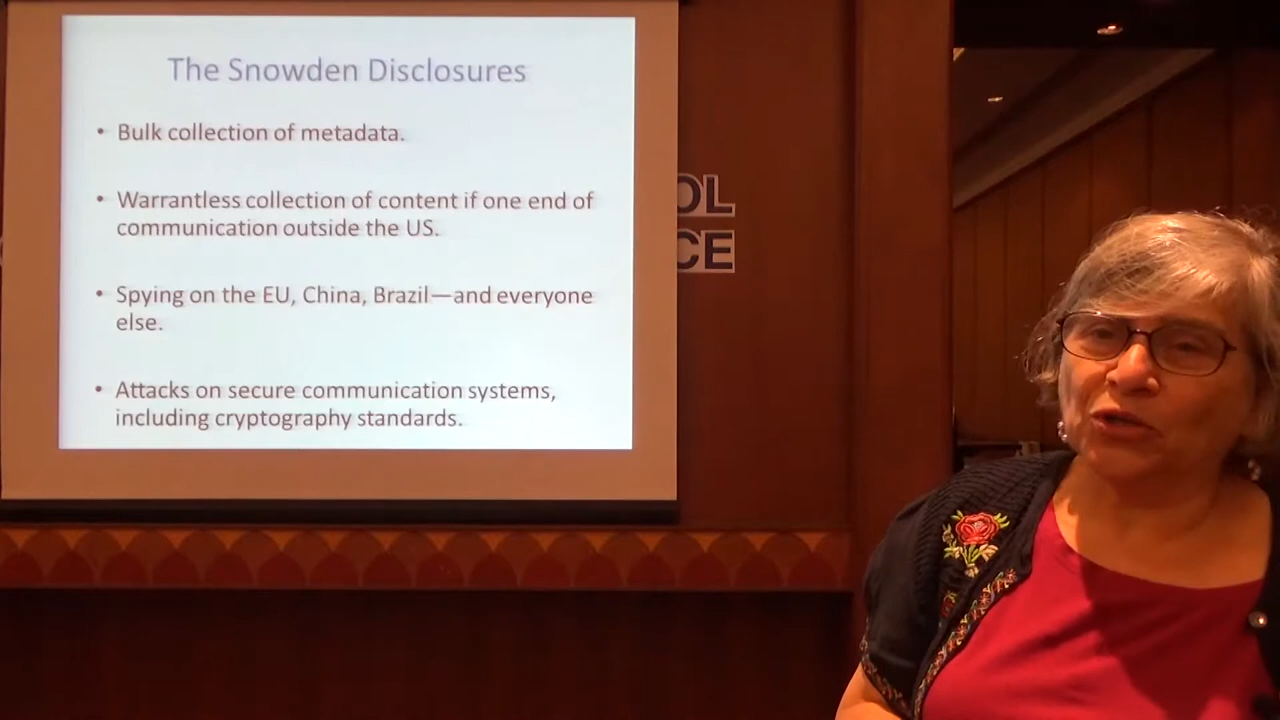 The Snowden Disclosures
• Bulk collection of metadata.
• Warrantless collection of content if one end of
communication outside the US.
• Spying on the EU, China, Brazil—and everyone
else.
• Attacks on secure communication systems,
including cryptography standards.
OL
CE